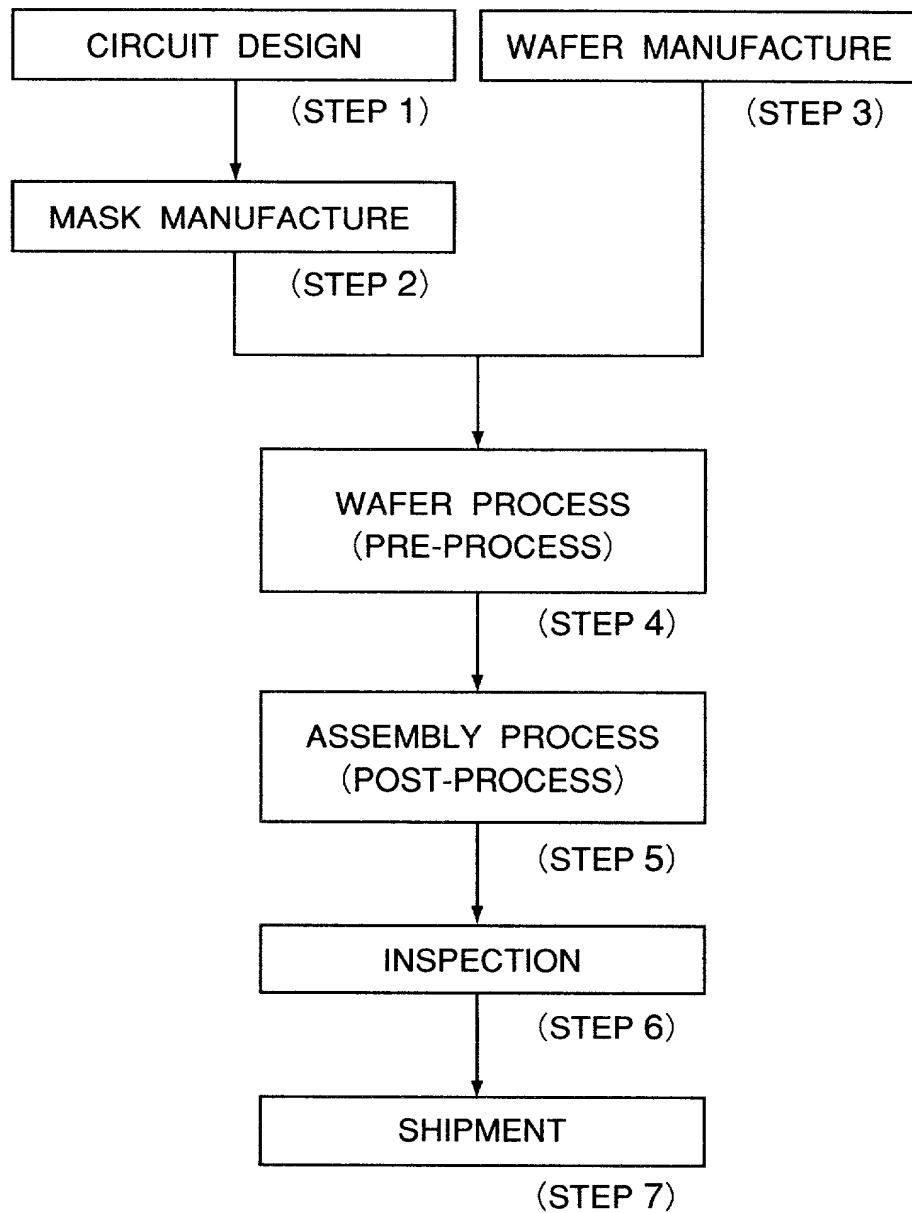 CIRCUIT DESIGN
(STEP 1)
WAFER MANUFACTURE
(STEP 3)
MASK MANUFACTURE
(STEP 2)
WAFER PROCESS
(PRE-PROCESS)
(STEP 4)
ASSEMBLY PROCESS
(POST-PROCESS)
(STEP 5)
INSPECTION
(STEP 6)
SHIPMENT
(STEP 7)